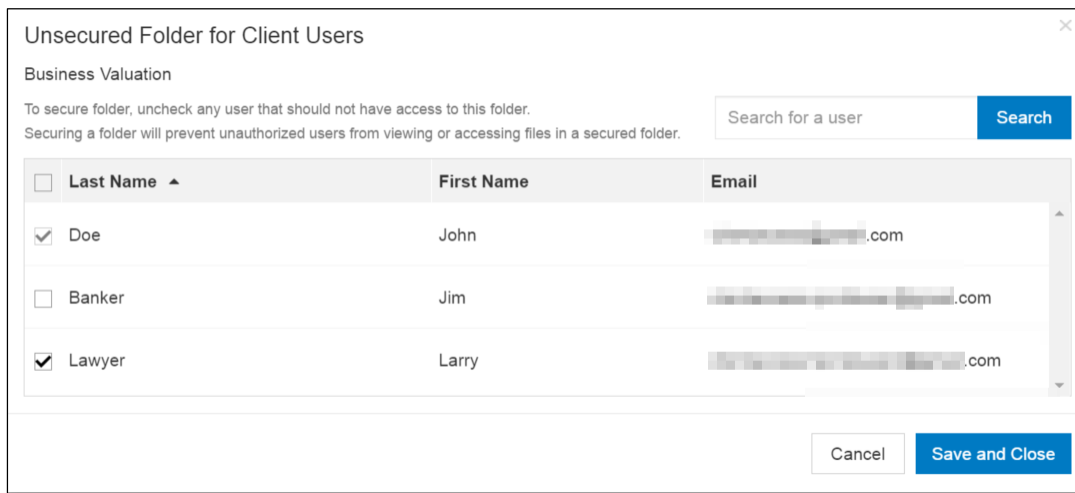 Unsecured Folder for Client Users
Business Valuation
To secure folder, uncheck any user that should not have access to this folder.
Securing a folder will prevent unauthorized users from viewing or accessing files in a secured folder.
Search for a user Search
Last Name First Name Email
Doe John .com
Banker Jim .com
Lawyer Larry .com
Cancel Save and Close